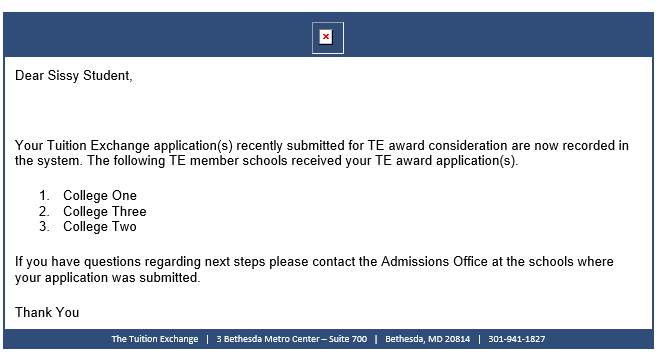 Dear Sissy Student,
Your Tuition Exchange application(s) recently submitted for TE award consideration are now recorded in
the system. The following TE member schools received your TE award application(s).
1. College One
2. College Three
3. College Two
If you have questions regarding next steps please contact the Admissions Office at the schools where
your application was submitted.
Thank You
The Tuition Exchange | 3 Bethesda Metro Center – Suite 700 | Bethesda, MD 20814 | 301-941-1827